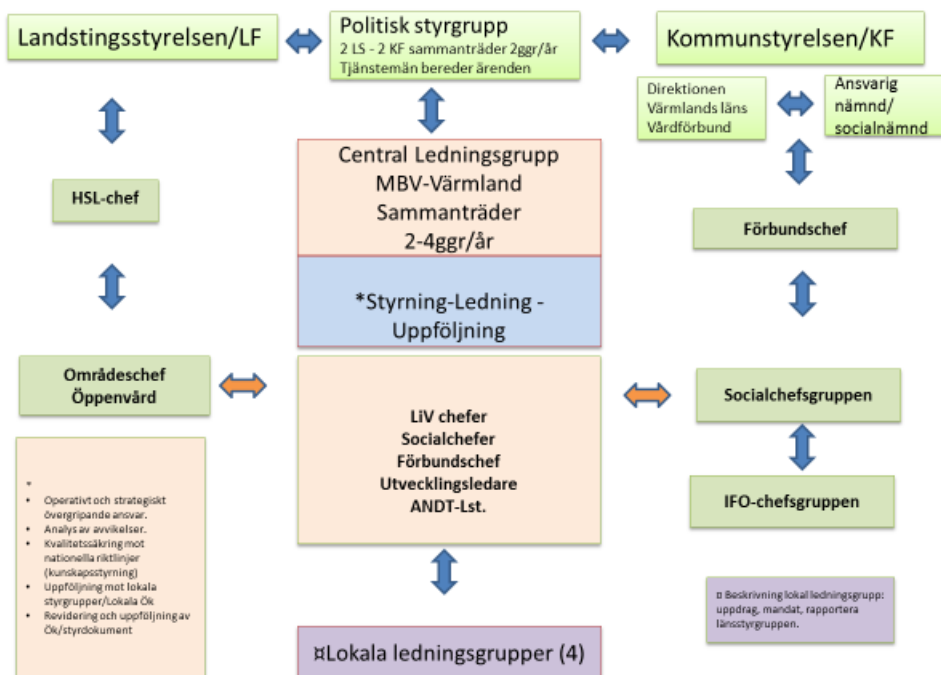 Landstingsstyrelsen/LF
Politisk styrgrupp
2 LS - 2 KF sammanträder 2ggr/år
Tjänstemän bereder ärenden
Kommunstyrelsen/KF
Direktionen
Värmlands läns
Vårdförbund
Ansvarig
nämnd/
socialnämnd
Central Ledningsgrupp
MBV-Värmland
Sammanträder
2-4ggr/år
HSL-chef
Förbundschef
*Styrning-Ledning -
Uppföljning
Områdeschef
Öppenvård
LiV chefer
Socialchefer
Förbundschef
Utvecklingsledare
ANDT-Lst.
Socialchefsgruppen
IFO-chefsgruppen
*
• Operativt och strategiskt
övergripande ansvar.
• Analys av avvikelser.
• Kvalitetssäkring mot
nationella riktlinjer
(kunskapsstyrning)
• Uppföljning mot lokala
styrgrupper/Lokala Ök
• Revidering och uppföljning av
Ök/styrdokument
¤ Beskrivning lokal ledningsgrupp:
uppdrag, mandat, rapportera
länsstyrgruppen.
¤Lokala ledningsgrupper (4)